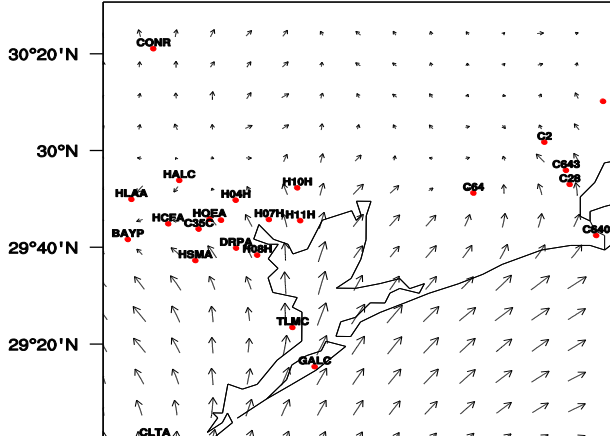 30°20'N
CONR
30°N
C2
C643
C28
HALC
H10H
HLAA
H04H
C64
HCFA
HOEA
C35C
H07H
H11H
BAYP
DRPA
H08H
C640
29°40'N
HSMA
TLMC
29°20'N
GALC
CLTA